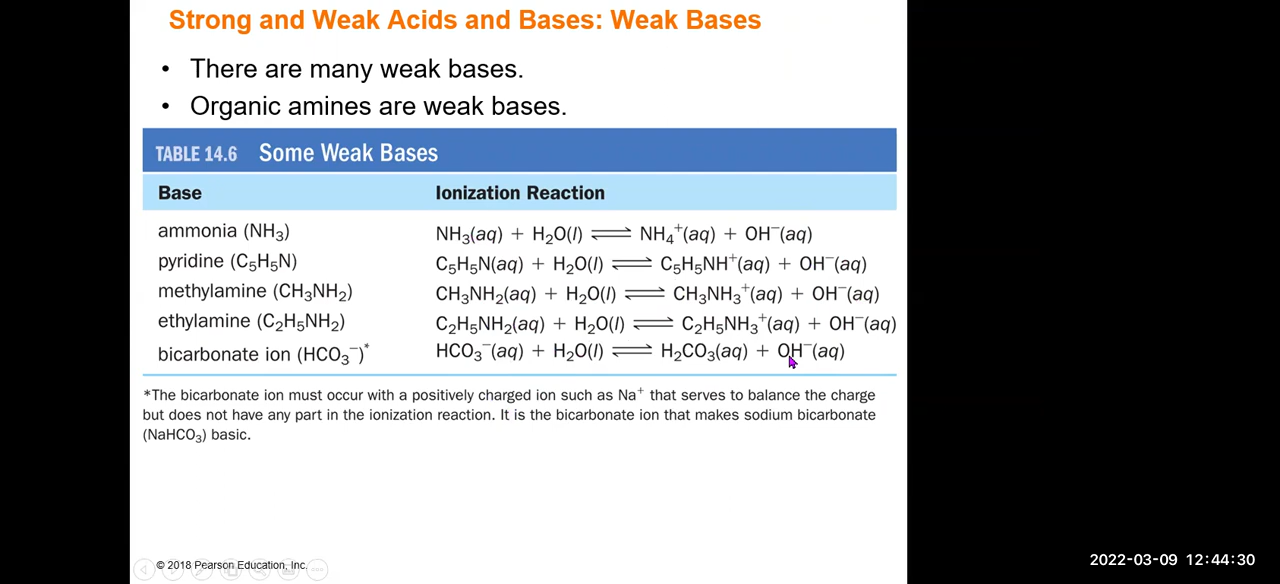 Strong and Weak Acids and Bases: Weak Bases
• There are many weak bases.
• Organic amines are weak bases.
TABLE 14.6 Some Weak Bases
Base Ionization Reaction
ammonia (NH₃) NH₃(aq) + H₂O(l) ⇌ NH₄⁺(aq) + OH⁻(aq)
pyridine (C₅H₅N) C₅H₅N(aq) + H₂O(l) ⇌ C₅H₅NH⁺(aq) + OH⁻(aq)
methylamine (CH₃NH₂) CH₃NH₂(aq) + H₂O(l) ⇌ CH₃NH₃⁺(aq) + OH⁻(aq)
ethylamine (C₂H₅NH₂) C₂H₅NH₂(aq) + H₂O(l) ⇌ C₂H₅NH₃⁺(aq) + OH⁻(aq)
bicarbonate ion (HCO₃⁻)* HCO₃⁻(aq) + H₂O(l) ⇌ H₂CO₃(aq) + OH⁻(aq)
*The bicarbonate ion must occur with a positively charged ion such as Na⁺ that serves to balance the charge
but does not have any part in the ionization reaction. It is the bicarbonate ion that makes sodium bicarbonate
(NaHCO₃) basic.
© 2018 Pearson Education, Inc.
2022-03-09 12:44:30